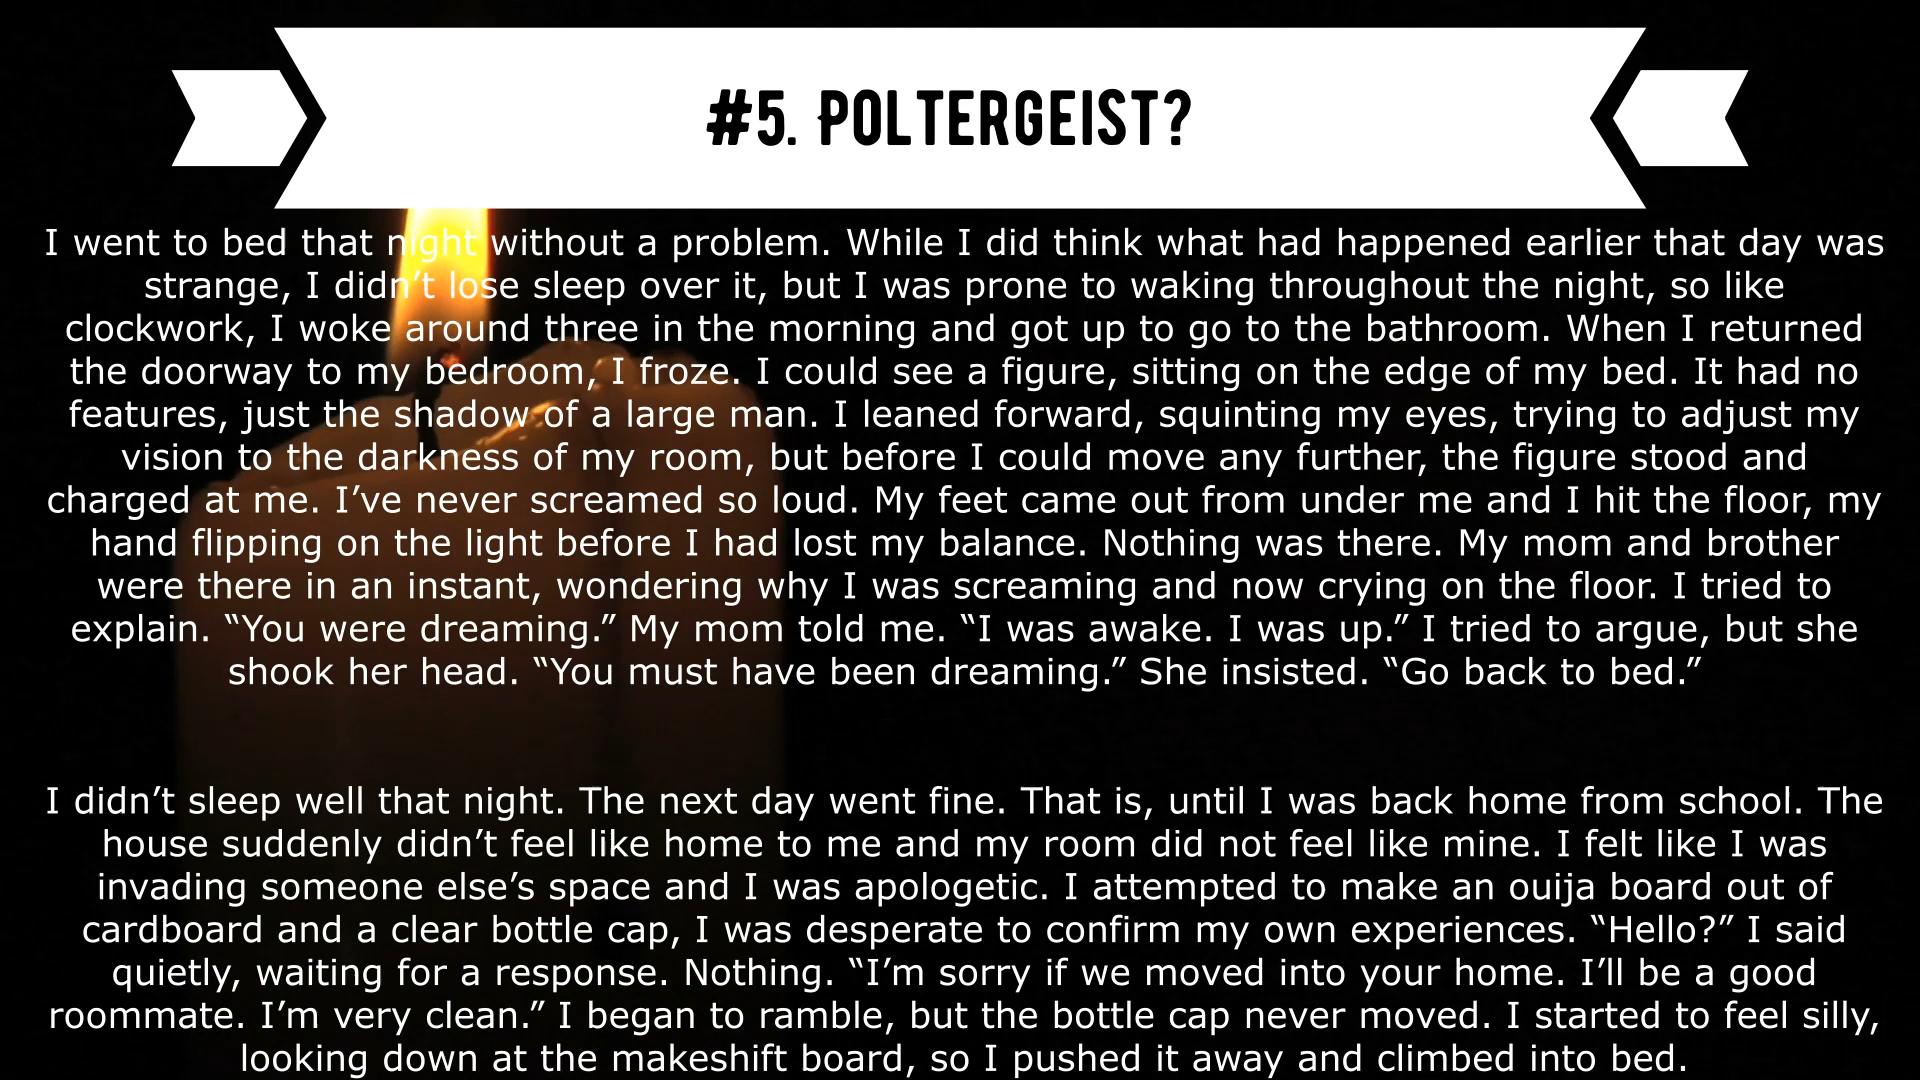 #5. POLTERGEIST?
I went to bed that night without a problem. While I did think what had happened earlier that day was
strange, I didn’t lose sleep over it, but I was prone to waking throughout the night, so like
clockwork, I woke around three in the morning and got up to go to the bathroom. When I returned
the doorway to my bedroom, I froze. I could see a figure, sitting on the edge of my bed. It had no
features, just the shadow of a large man. I leaned forward, squinting my eyes, trying to adjust my
vision to the darkness of my room, but before I could move any further, the figure stood and
charged at me. I’ve never screamed so loud. My feet came out from under me and I hit the floor, my
hand flipping on the light before I had lost my balance. Nothing was there. My mom and brother
were there in an instant, wondering why I was screaming and now crying on the floor. I tried to
explain. “You were dreaming.” My mom told me. “I was awake. I was up.” I tried to argue, but she
shook her head. “You must have been dreaming.” She insisted. “Go back to bed.”
I didn’t sleep well that night. The next day went fine. That is, until I was back home from school. The
house suddenly didn’t feel like home to me and my room did not feel like mine. I felt like I was
invading someone else’s space and I was apologetic. I attempted to make an ouija board out of
cardboard and a clear bottle cap, I was desperate to confirm my own experiences. “Hello?” I said
quietly, waiting for a response. Nothing. “I’m sorry if we moved into your home. I’ll be a good
roommate. I’m very clean.” I began to ramble, but the bottle cap never moved. I started to feel silly,
looking down at the makeshift board, so I pushed it away and climbed into bed.